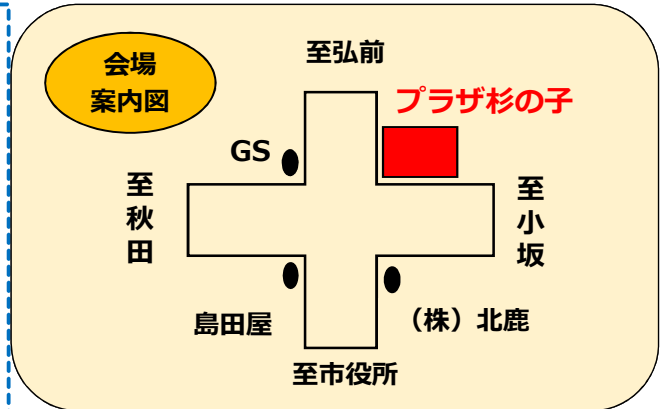 会場
案内図
至弘前
プラザ杉の子
GS
至秋田
至小坂
島田屋
（株）北鹿
至市役所